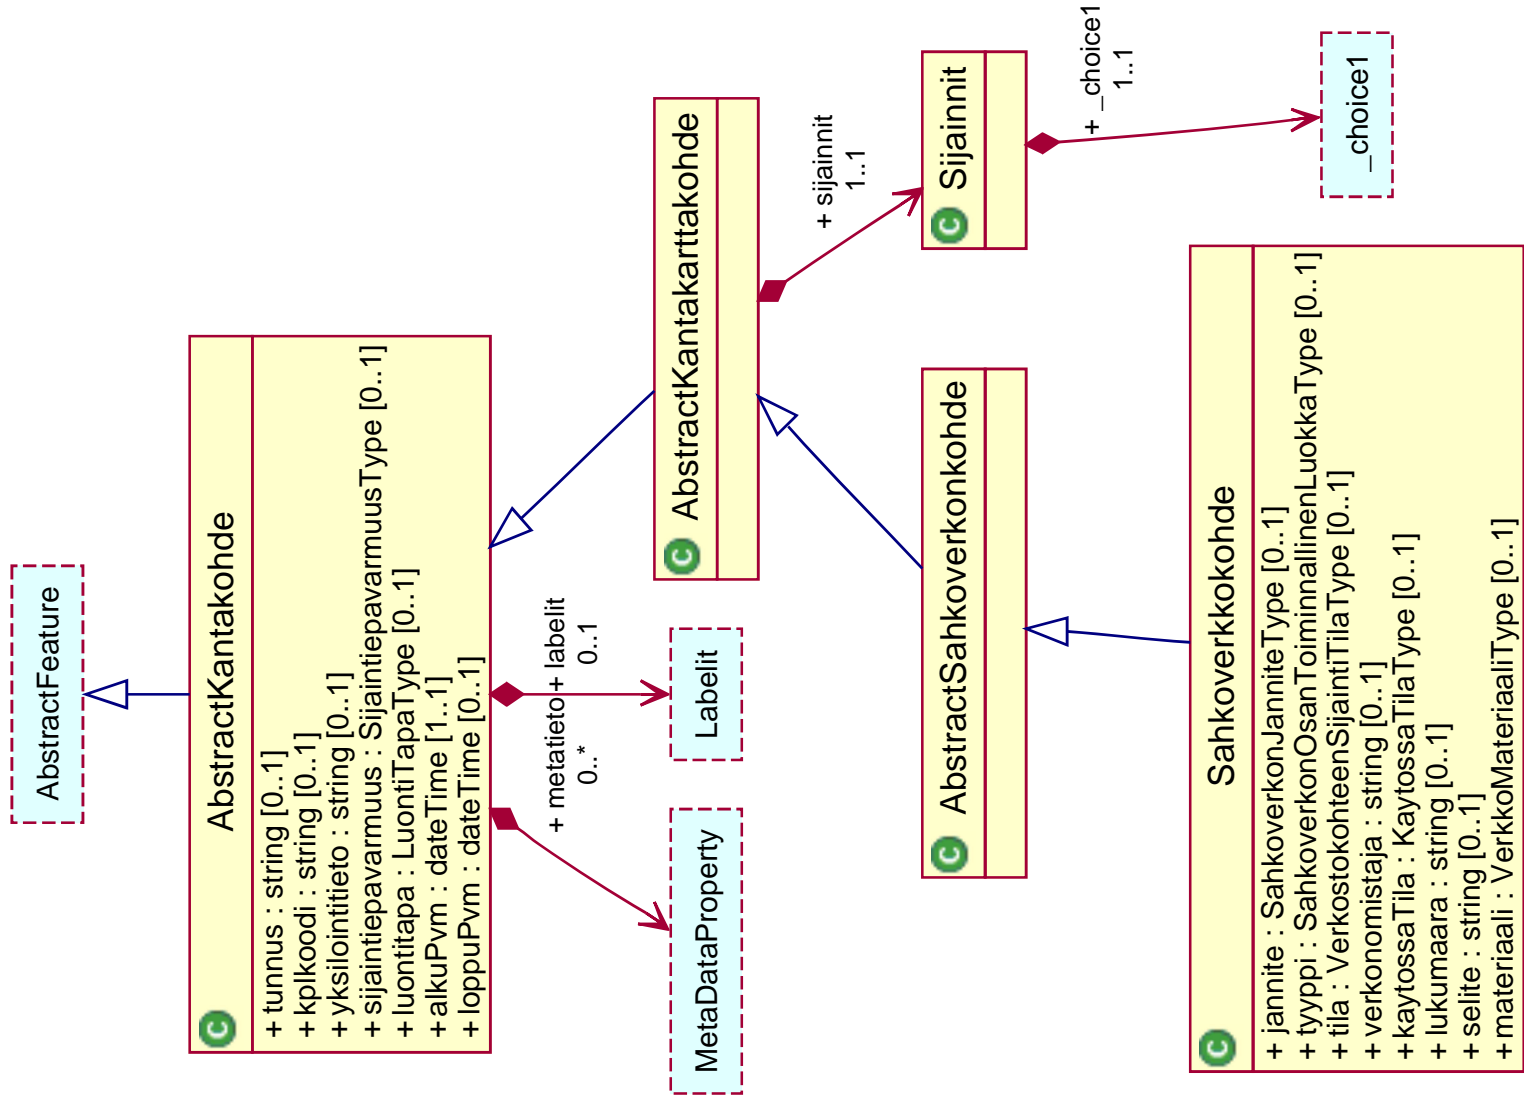 AbstractFeature
C AbstractKantakohde
+ tunnus : string [0..1]
+ kplkoodi : string [0..1]
+ yksilointitieto : string [0..1]
+ sijaintiepavarmuus : SijaintiepavarmuusType [0..1]
+ luontitapa : LuontiTapaType [0..1]
+ alkuPvm : dateTime [1..1]
+ loppuPvm : dateTime [0..1]
+ metatieto
0..*
+ labelit
0..1
MetaDataProperty
Labelit
C AbstractKantakarttakohde
+ sijainnit
1..1
C AbstractSahkoverkonkohde
C Sijainnit
+ _choice1
1..1
C Sahkoverkkokohde
+ jannite : SahkoverkonJanniteType [0..1]
+ tyyppi : SahkoverkonOsanToiminnallinenLuokkaType [0..1]
+ tila : VerkostokohteenSijaintiTilaType [0..1]
+ verkonomistaja : string [0..1]
+ kaytossaTila : KaytossaTilaType [0..1]
+ lukumaara : string [0..1]
+ selite : string [0..1]
+ materiaali : VerkkoMateriaaliType [0..1]
_choice1